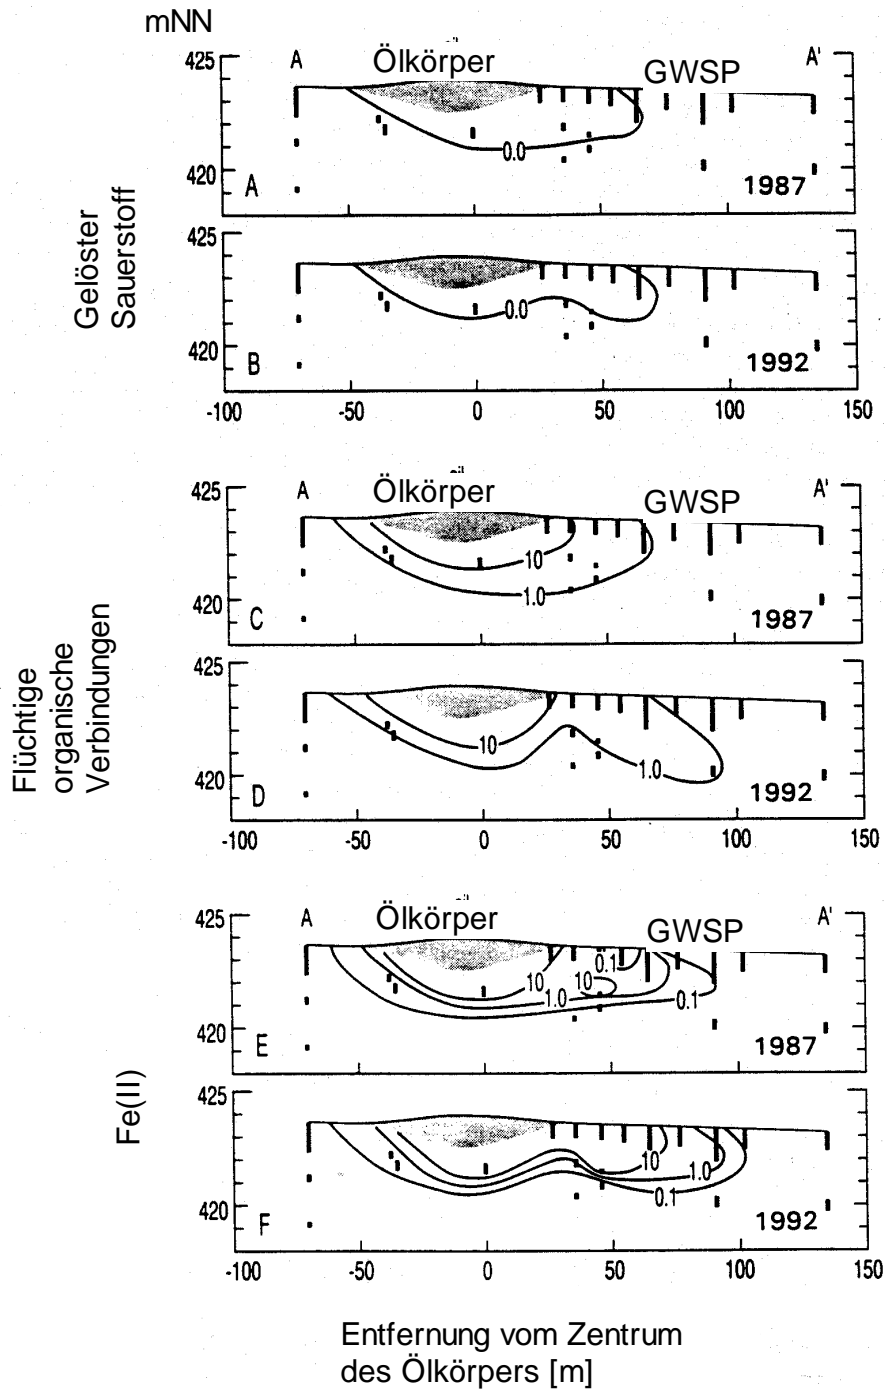 mNN
425
A
Ölkörper
GWSP
A'
420
A
1987
0.0
Gelöster
Sauerstoff
425
420
B
1992
0.0
-100
-50
0
50
100
150
425
A
Ölkörper
GWSP
A'
10
1.0
420
C
1987
Flüchtige
organische
Verbindungen
425
10
1.0
420
D
1992
-100
-50
0
50
100
150
425
A
Ölkörper
GWSP
A'
0.1
10
10
1.0
0.1
420
E
1987
Fe(II)
425
10
1.0
0.1
420
F
1992
-100
-50
0
50
100
150
Entfernung vom Zentrum
des Ölkörpers [m]